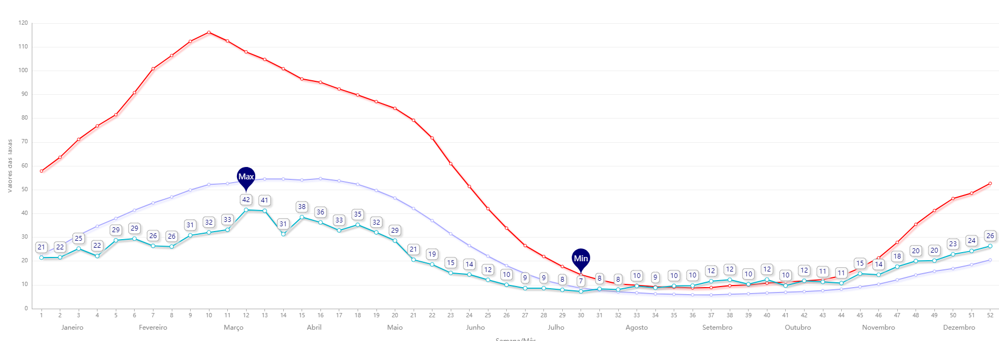 120
110
100
90
80
70
60
50
40
30
20
10
0
Valores das taxas
Max
Min
21 22 25 22 29 29 26 26 31 32 33 42 41 31 38 36 33 35 32 29 21 19 15 14 12 10 9 9 8 7 8 8 10 9 10 10 12 12 10 12 10 12 11 11 15 14 18 20 20 23 24 26
1 2 3 4 5 6 7 8 9 10 11 12 13 14 15 16 17 18 19 20 21 22 23 24 25 26 27 28 29 30 31 32 33 34 35 36 37 38 39 40 41 42 43 44 45 46 47 48 49 50 51 52
Janeiro Fevereiro Março Abril Maio Junho Julho Agosto Setembro Outubro Novembro Dezembro
Semana/Mês